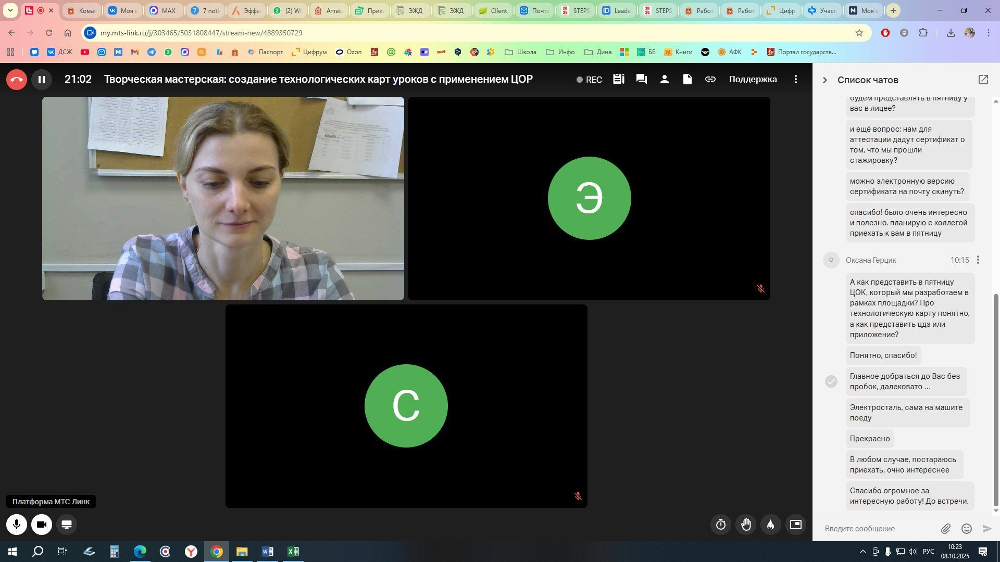 Кома
Моя м
MAX
7 noti
Эффе
(2) Wh
Аттес
Прика
ЭЖД
ЭЖД
Client
Почта
STEPS
Leade
STEPS
Работ
Работ
Цифр
Участ
Моя ш
my.mts-link.ru/j/303465/5031808447/stream-new/4889350729
ДСЖ
Паспорт
Цифрум
Ozon
Школа
Инфо
Дина
ББ
Книги
АФК
Портал государств...
21:02
Творческая мастерская: создание технологических карт уроков с применением ЦОР
REC
Поддержка
Список чатов
будем представлять в пятницу у
вас в лицее?
и ещё вопрос: нам для
аттестации дадут сертификат о
том, что мы прошли
стажировку?
можно электронную версию
сертификата на почту скинуть?
спасибо! было очень интересно
и полезно. планирую с коллегой
приехать к вам в пятницу
О
Оксана Герцик
10:15
А как представить в пятницу
ЦОК, который мы разработаем в
рамках площадки? Про
технологическую карту понятно,
а как представить цдз или
приложение?
Понятно, спасибо!
Главное добраться до Вас без
пробок, далековато ...
Электросталь, сама на машите
поеду
Прекрасно
В любом случае, постараюсь
приехать, очно интереснее
Спасибо огромное за
интересную работу! До встречи.
Э
С
Платформа МТС Линк
Введите сообщение
РУС
10:23
08.10.2025